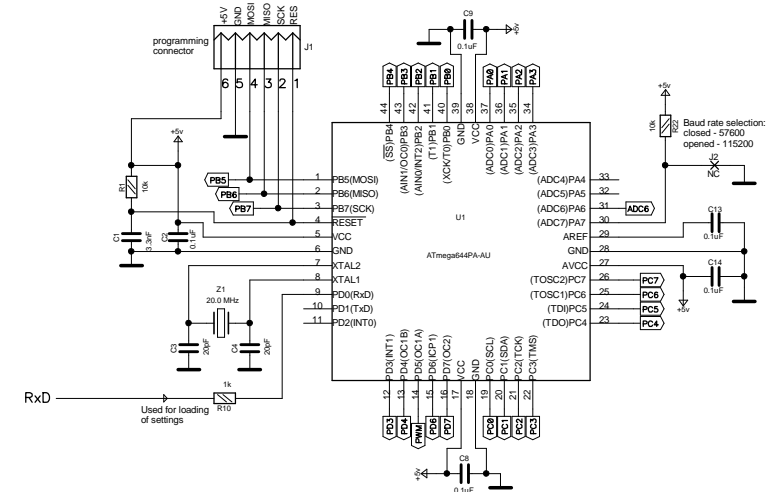 +5V
GND
MOSI
MISO
SCK
RES
programming
connector
J1
6 5 4 3 2 1
C9
0.1uF
+5v
PB4
PB3
PB2
PB1
PB0
PA0
PA1
PA2
PA3
44
43
42
41
40
39
38
37
36
35
34
(SS)PB4
(AIN1/OC0)PB3
(AIN0/INT2)PB2
(T1)PB1
(XCK/T0)PB0
GND
VCC
(ADC0)PA0
(ADC1)PA1
(ADC2)PA2
(ADC3)PA3
+5v
10k
R22
Baud rate selection:
closed - 57600
opened - 115200
J2
NC
+5v
R1
10k
C1
3.3nF
C2
0.1uF
PB5
PB6
PB7
1 PB5(MOSI)
2 PB6(MISO)
3 PB7(SCK)
4 RESET
5 VCC
6 GND
7 XTAL2
8 XTAL1
9 PD0(RxD)
10 PD1(TxD)
11 PD2(INT0)
U1
ATmega644PA-AU
(ADC4)PA4 33
(ADC5)PA5 32
(ADC6)PA6 31
(ADC7)PA7 30
AREF 29
GND 28
AVCC 27
(TOSC2)PC7 26
(TOSC1)PC6 25
(TDI)PC5 24
(TDO)PC4 23
ADC6
C13
0.1uF
C14
0.1uF
+5v
PC7
PC6
PC5
PC4
Z1
20.0 MHz
C3
20pF
C4
20pF
RxD
1k
R10
Used for loading
of settings
PD3(INT1)
PD4(OC1B)
PD5(OC1A)
PD6(ICP1)
PD7(OC2)
VCC
GND
PC0(SCL)
PC1(SDA)
PC2(TCK)
PC3(TMS)
12
13
14
15
16
17
18
19
20
21
22
PD3
PD4
PWM
PD6
PD7
PC0
PC1
PC2
PC3
+5v
C8
0.1uF